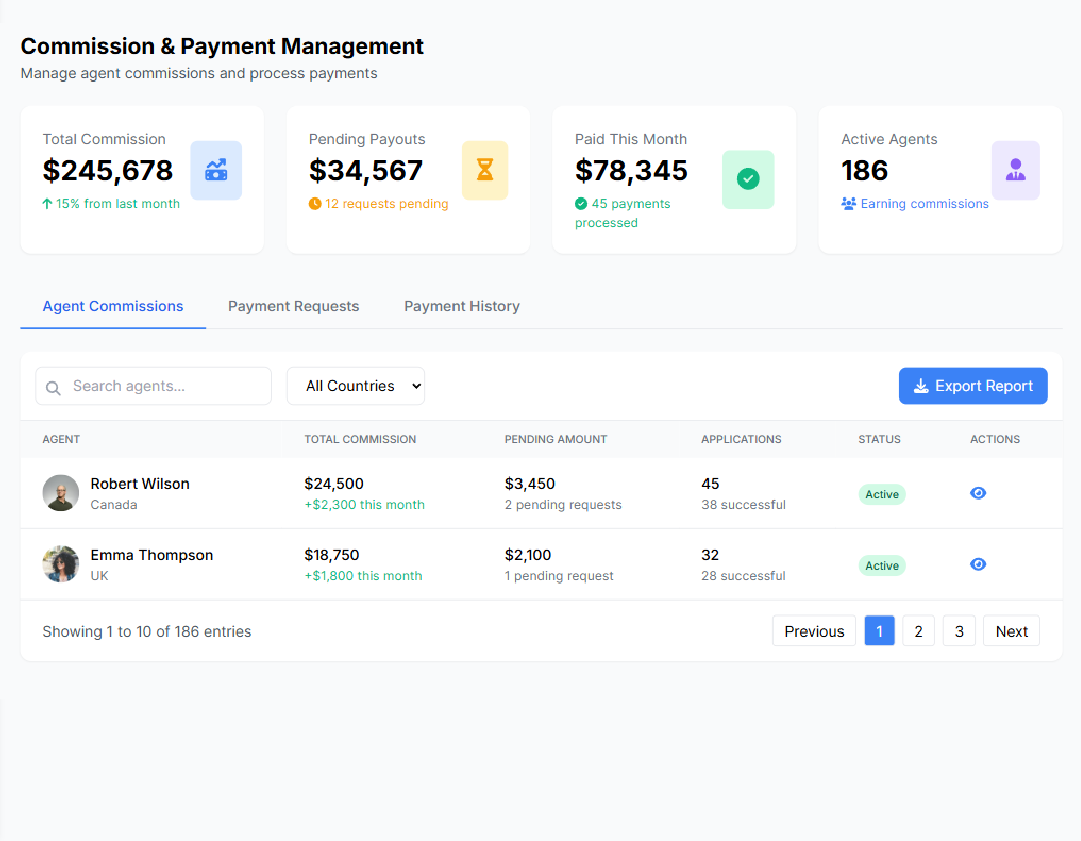 Commission & Payment Management
Manage agent commissions and process payments
Total Commission
$245,678
15% from last month
Pending Payouts
$34,567
12 requests pending
Paid This Month
$78,345
45 payments
processed
Active Agents
186
Earning commissions
Agent Commissions
Payment Requests
Payment History
Search agents...
All Countries
Export Report
AGENT TOTAL COMMISSION PENDING AMOUNT APPLICATIONS STATUS ACTIONS
Robert Wilson $24,500 $3,450 45 Active
Canada +$2,300 this month 2 pending requests 38 successful
Emma Thompson $18,750 $2,100 32 Active
UK +$1,800 this month 1 pending request 28 successful
Showing 1 to 10 of 186 entries
Previous 1 2 3 Next